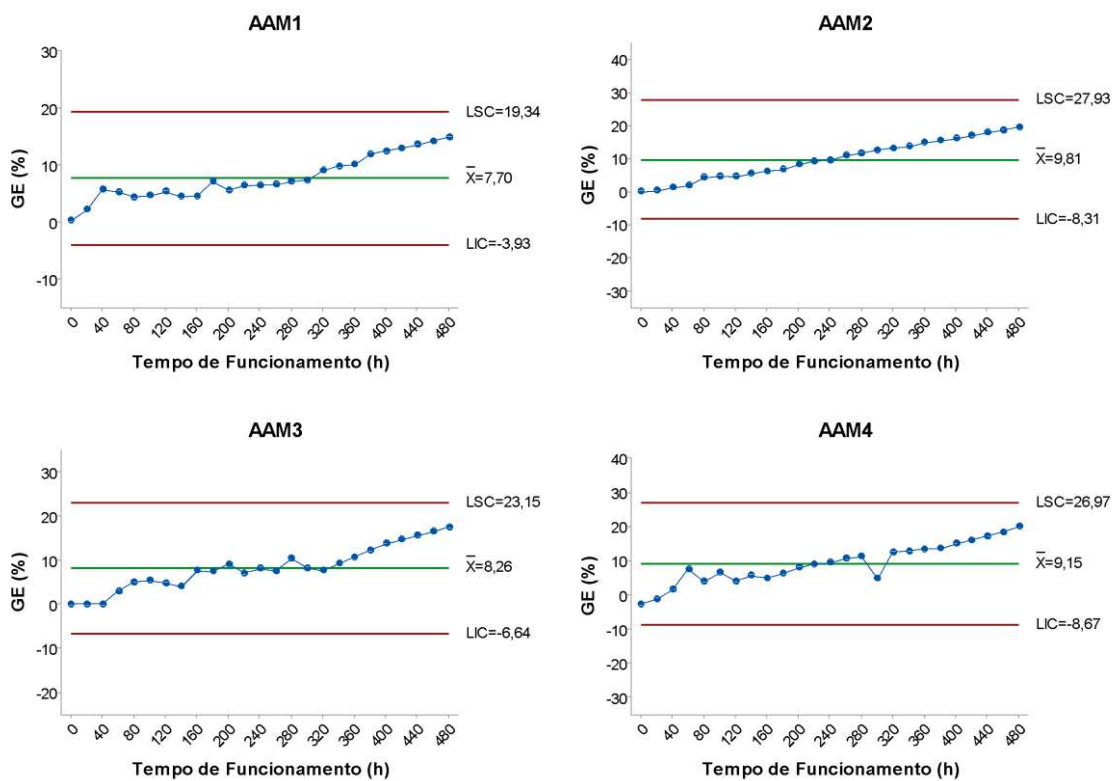 AAM1
30
20
10
0
-10
GE (%)
LSC=19,34
X̅=7,70
LIC=-3,93
0 40 80 120 160 200 240 280 320 360 400 440 480
Tempo de Funcionamento (h)
AAM2
40
30
20
10
0
-10
-20
-30
GE (%)
LSC=27,93
X̅=9,81
LIC=-8,31
0 40 80 120 160 200 240 280 320 360 400 440 480
Tempo de Funcionamento (h)
AAM3
30
20
10
0
-10
-20
GE (%)
LSC=23,15
X̅=8,26
LIC=-6,64
0 40 80 120 160 200 240 280 320 360 400 440 480
Tempo de Funcionamento (h)
AAM4
40
30
20
10
0
-10
-20
-30
GE (%)
LSC=26,97
X̅=9,15
LIC=-8,67
0 40 80 120 160 200 240 280 320 360 400 440 480
Tempo de Funcionamento (h)